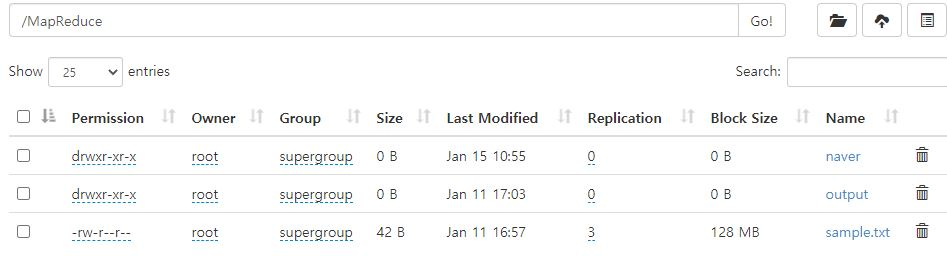 /MapReduce Go!
Show 25 entries Search:
Permission Owner Group Size Last Modified Replication Block Size Name
drwxr-xr-x root supergroup 0 B Jan 15 10:55 0 0 B naver
drwxr-xr-x root supergroup 0 B Jan 11 17:03 0 0 B output
-rw-r--r-- root supergroup 42 B Jan 11 16:57 3 128 MB sample.txt